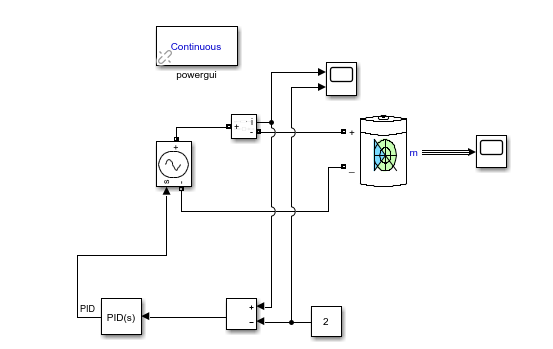 Continuous
powergui
+ i
-
+
+
s -
_
m
PID
PID(s)
+
−
2